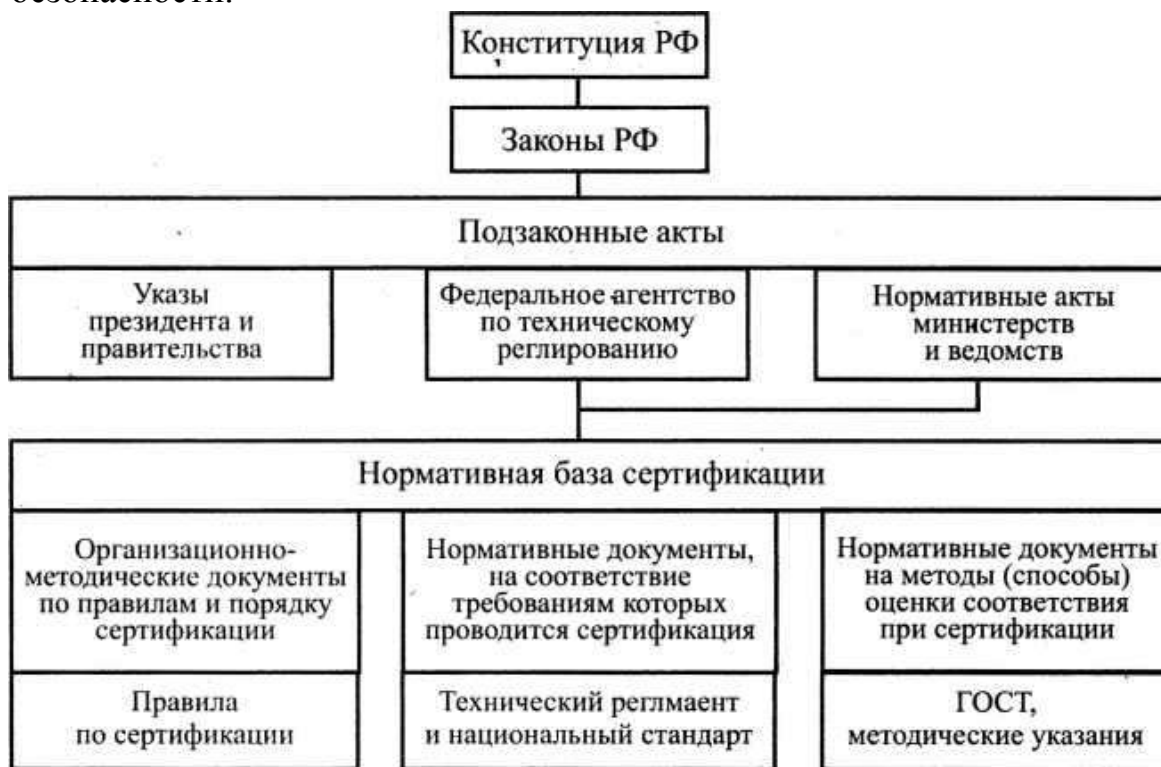 безопасности.
Конституция РФ
Законы РФ
Подзаконные акты
Указы
президента и
правительства
Федеральное агентство
по техническому
реглированию
Нормативные акты
министерств
и ведомств
Нормативная база сертификации
Организационно-
методические документы
по правилам и порядку
сертификации
Нормативные документы,
на соответствие
требованиям которых
проводится сертификация
Нормативные документы
на методы (способы)
оценки соответствия
при сертификации
Правила
по сертификации
Технический реглмаент
и национальный стандарт
ГОСТ,
методические указания